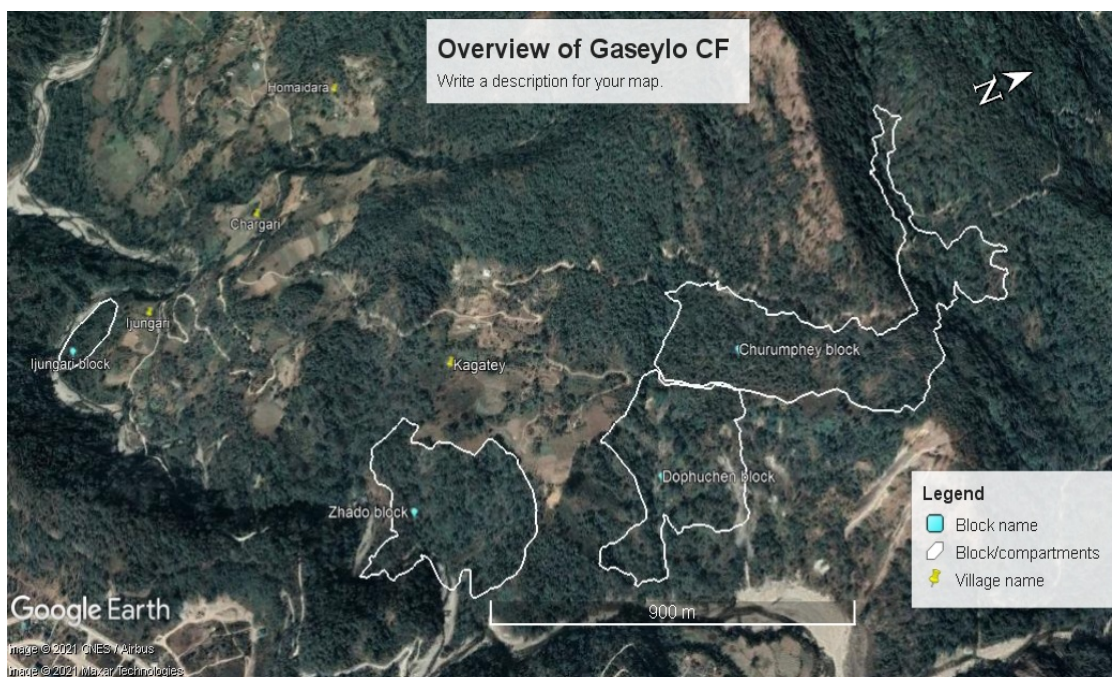 Overview of Gaseylo CF
Write a description for your map.
N
Homaidara
Chargari
Ijungari
Ijungari block
Kagatey
Churumphey block
Dophuchen block
Zhado block
Legend
Block name
Block/compartments
Village name
900 m
Google Earth
Image © 2021 CNES / Airbus
Image © 2021 Maxar Technologies